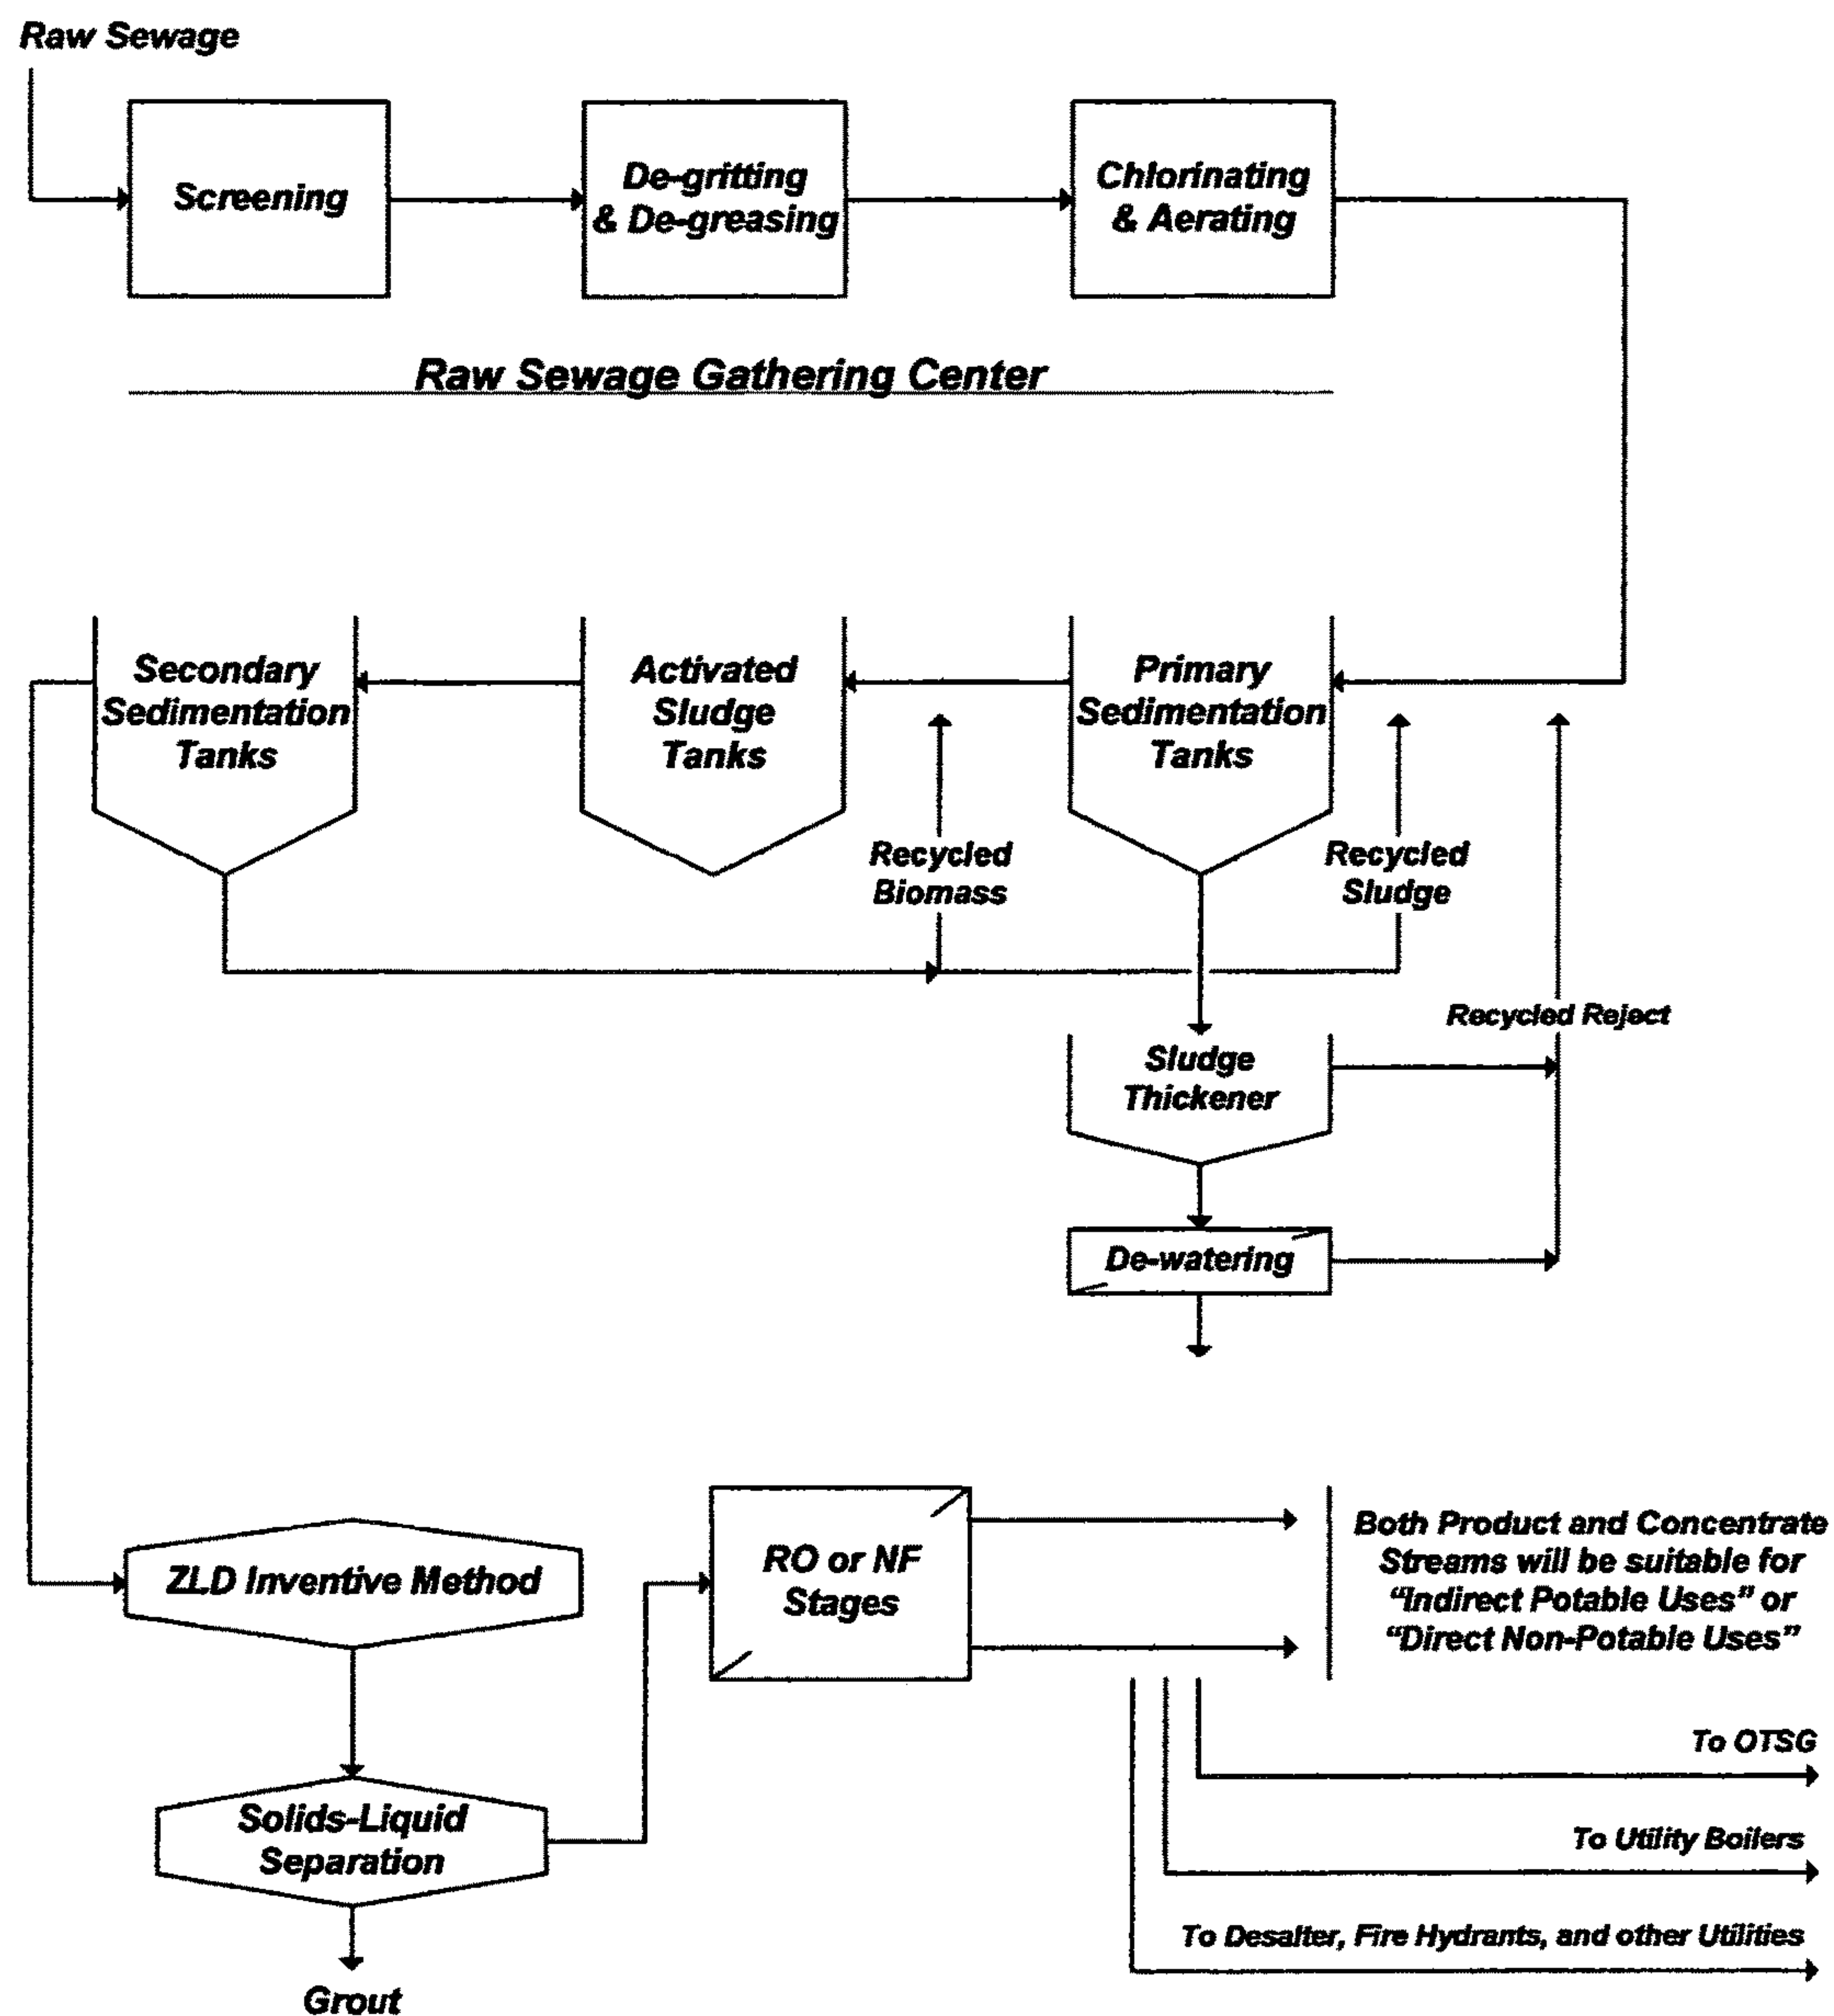 Raw Sewage
Screening
De-gritting
& De-greasing
Chlorinating
& Aerating
Raw Sewage Gathering Center
Secondary
Sedimentation
Tanks
Activated
Sludge
Tanks
Primary
Sedimentation
Tanks
Recycled
Biomass
Recycled
Sludge
Recycled Reject
Sludge
Thickener
De-watering
ZLD Inventive Method
RO or NF
Stages
Both Product and Concentrate
Streams will be suitable for
“Indirect Potable Uses” or
“Direct Non-Potable Uses”
To OTSG
Solids-Liquid
Separation
To Utility Boilers
To Desalter, Fire Hydrants, and other Utilities
Grout